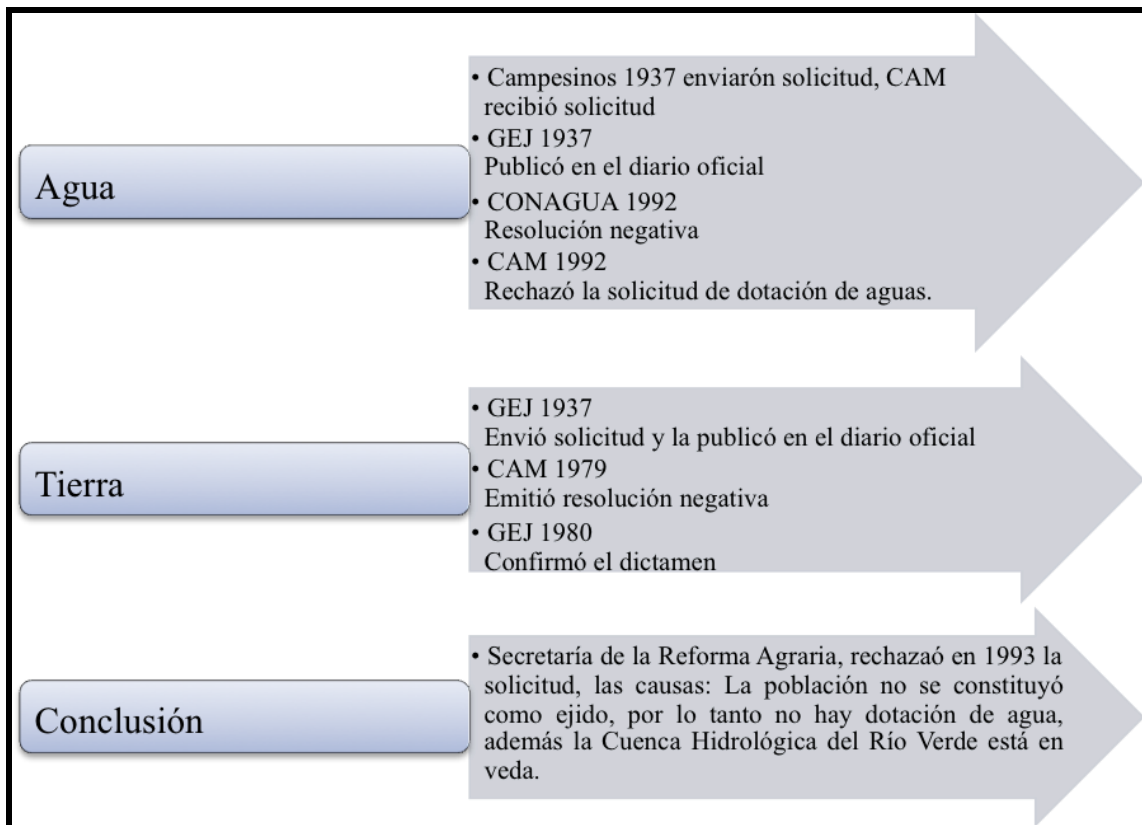 Agua
• Campesinos 1937 enviarón solicitud, CAM
recibió solicitud
• GEJ 1937
Publicó en el diario oficial
• CONAGUA 1992
Resolución negativa
• CAM 1992
Rechazó la solicitud de dotación de aguas.
Tierra
• GEJ 1937
Envió solicitud y la publicó en el diario oficial
• CAM 1979
Emitió resolución negativa
• GEJ 1980
Confirmó el dictamen
Conclusión
• Secretaría de la Reforma Agraria, rechazaó en 1993 la
solicitud, las causas: La población no se constituyó
como ejido, por lo tanto no hay dotación de agua,
además la Cuenca Hidrológica del Río Verde está en
veda.